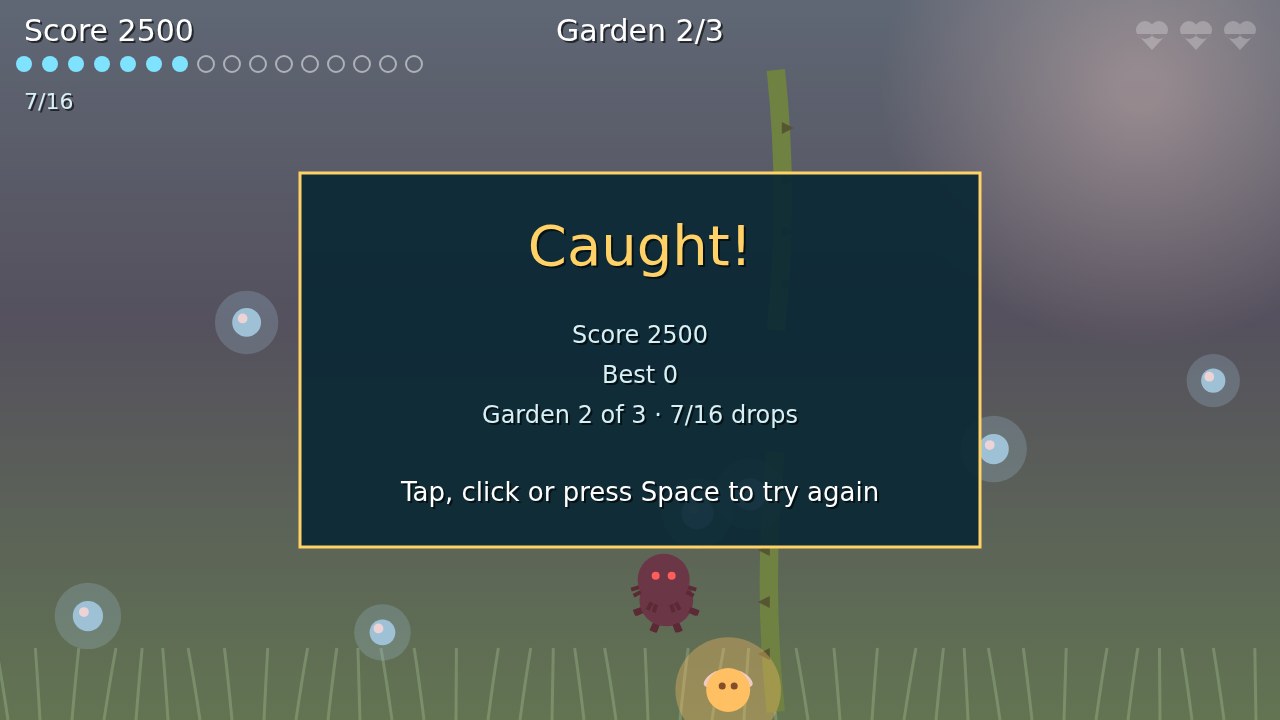 Score 2500
Garden 2/3
7/16
Caught!
Score 2500
Best 0
Garden 2 of 3 · 7/16 drops
Tap, click or press Space to try again